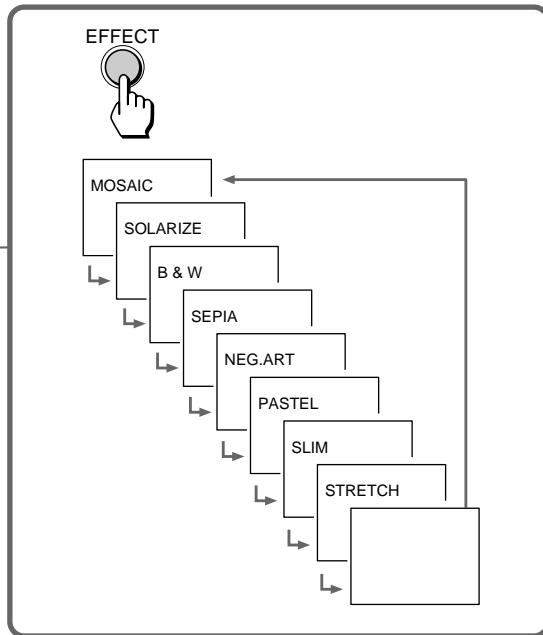 EFFECT
MOSAIC
SOLARIZE
B & W
SEPIA
NEG.ART
PASTEL
SLIM
STRETCH